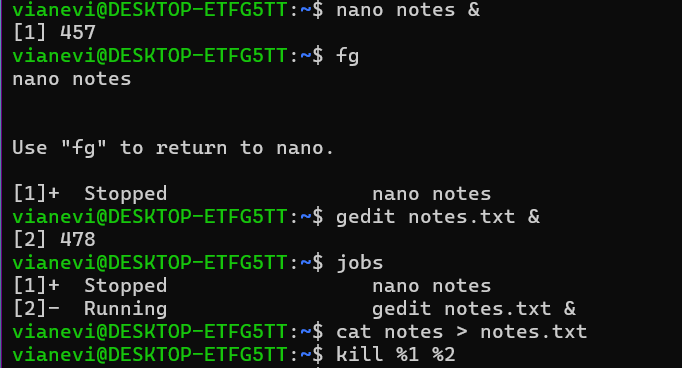 vianevi@DESKTOP-ETFG5TT:~$ nano notes &
[1] 457
vianevi@DESKTOP-ETFG5TT:~$ fg
nano notes
Use "fg" to return to nano.
[1]+  Stopped                 nano notes
vianevi@DESKTOP-ETFG5TT:~$ gedit notes.txt &
[2] 478
vianevi@DESKTOP-ETFG5TT:~$ jobs
[1]+  Stopped                 nano notes
[2]-  Running                 gedit notes.txt &
vianevi@DESKTOP-ETFG5TT:~$ cat notes > notes.txt
vianevi@DESKTOP-ETFG5TT:~$ kill %1 %2